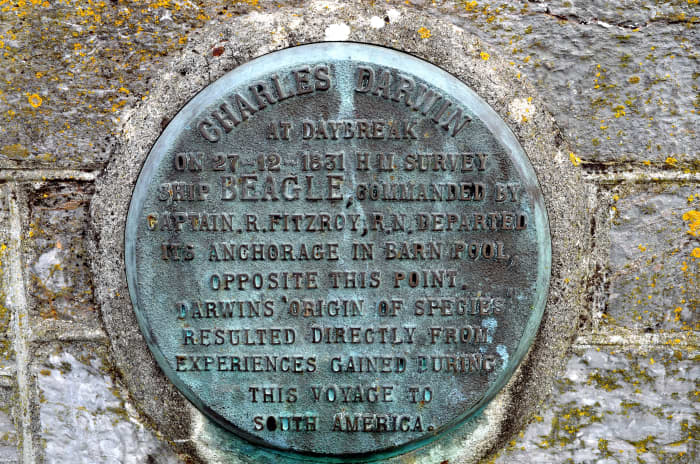 CHARLES DARWIN
AT DAYBREAK
ON 27-12-1831 H M SURVEY
SHIP BEAGLE, COMMANDED BY
CAPTAIN.R.FITZROY,R.N, DEPARTED
ITS ANCHORAGE IN BARN POOL,
OPPOSITE THIS POINT.
DARWINS 'ORIGIN OF SPECIES'
RESULTED DIRECTLY FROM
EXPERIENCES GAINED DURING
THIS VOYAGE TO
SOUTH AMERICA.